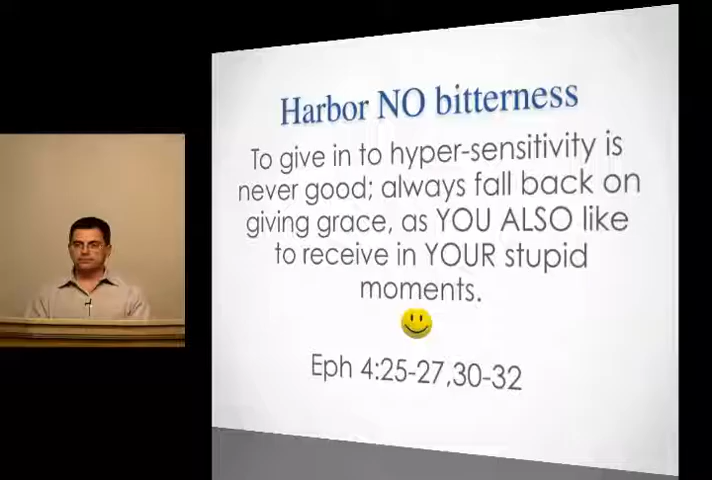 Harbor NO bitterness
To give in to hyper-sensitivity is
never good; always fall back on
giving grace, as YOU ALSO like
to receive in YOUR stupid
moments.
Eph 4:25-27,30-32